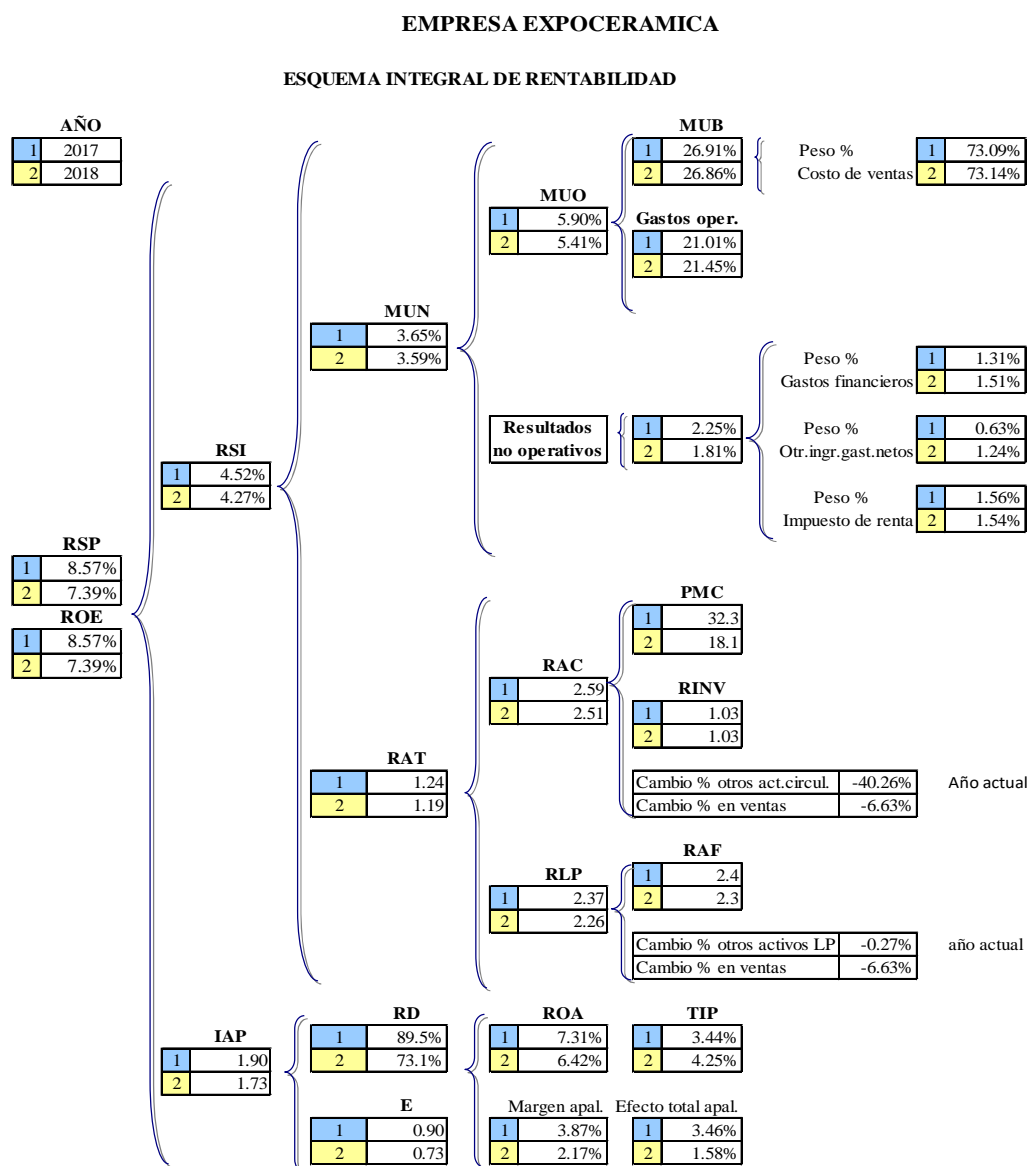 EMPRESA EXPOCERAMICA
ESQUEMA INTEGRAL DE RENTABILIDAD
AÑO
1 2017
2 2018
MUB
1 26.91%
2 26.86%
Peso %
Costo de ventas
1 73.09%
2 73.14%
MUO
1 5.90%
2 5.41%
Gastos oper.
1 21.01%
2 21.45%
MUN
1 3.65%
2 3.59%
Peso %
Gastos financieros
1 1.31%
2 1.51%
Resultados
no operativos
1 2.25%
2 1.81%
Peso %
Otr.ingr.gast.netos
1 0.63%
2 1.24%
RSI
1 4.52%
2 4.27%
Peso %
Impuesto de renta
1 1.56%
2 1.54%
RSP
1 8.57%
2 7.39%
ROE
1 8.57%
2 7.39%
PMC
1 32.3
2 18.1
RAC
1 2.59
2 2.51
RINV
1 1.03
2 1.03
RAT
1 1.24
2 1.19
Cambio % otros act.circul. -40.26% Año actual
Cambio % en ventas -6.63%
RAF
1 2.4
2 2.3
RLP
1 2.37
2 2.26
Cambio % otros activos LP -0.27% año actual
Cambio % en ventas -6.63%
IAP
1 1.90
2 1.73
RD
1 89.5%
2 73.1%
ROA
1 7.31%
2 6.42%
TIP
1 3.44%
2 4.25%
E
1 0.90
2 0.73
Margen apal.
1 3.87%
2 2.17%
Efecto total apal.
1 3.46%
2 1.58%